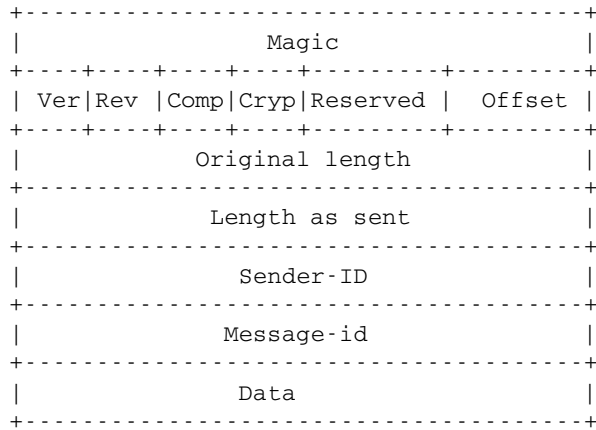 Magic
Ver|Rev |Comp|Cryp|Reserved | Offset
Original length
Length as sent
Sender-ID
Message-id
Data